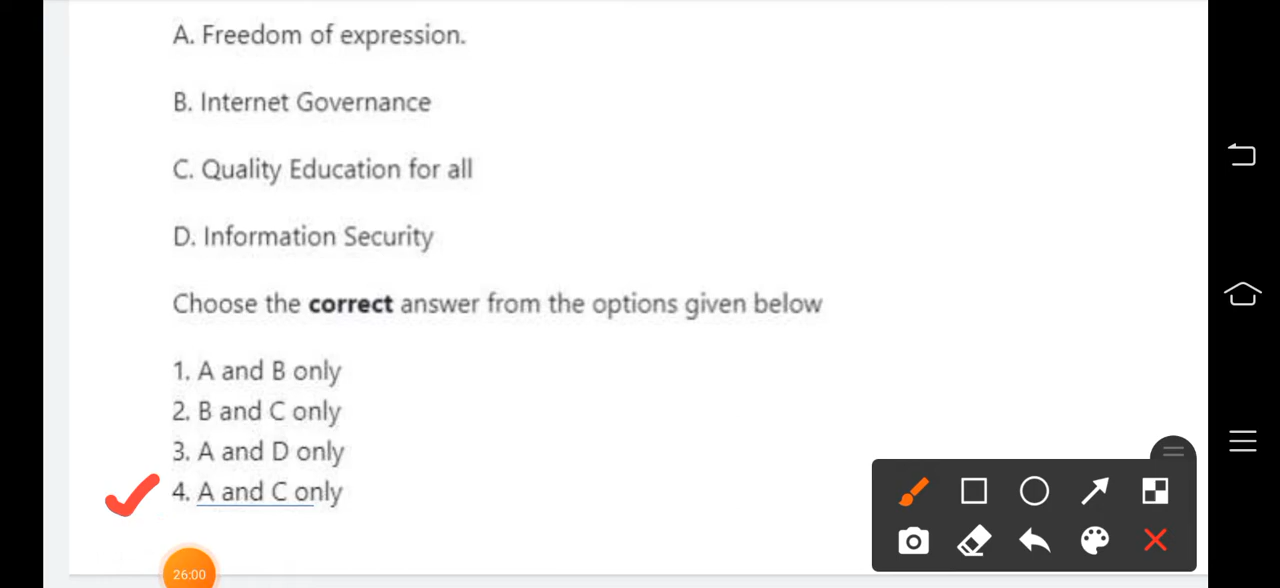 A. Freedom of expression.
B. Internet Governance
C. Quality Education for all
D. Information Security
Choose the correct answer from the options given below
1. A and B only
2. B and C only
3. A and D only
4. A and C only
26:00